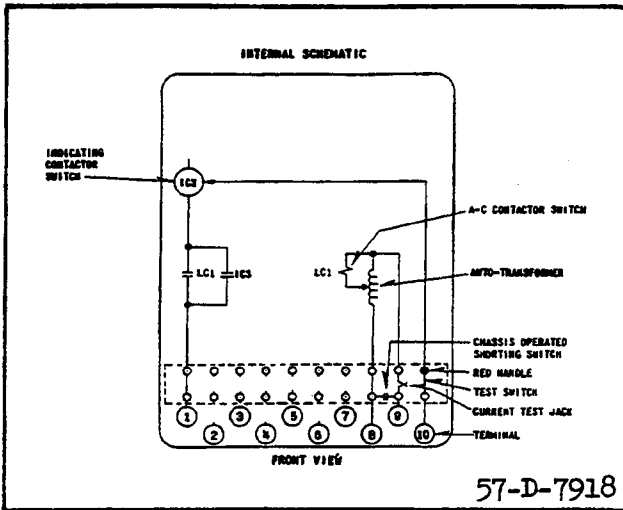 INTERNAL SCHEMATIC
INDICATING
CONTACTOR
SWITCH
ICS
A-C CONTACTOR SWITCH
LC1
ICS
LC1
AUTO-TRANSFORMER
CHASSIS OPERATED
SHORTING SWITCH
RED HANDLE
TEST SWITCH
CURRENT TEST JACK
1
3
5
7
9
2
4
6
8
10
TERMINAL
FRONT VIEW
57-D-7918